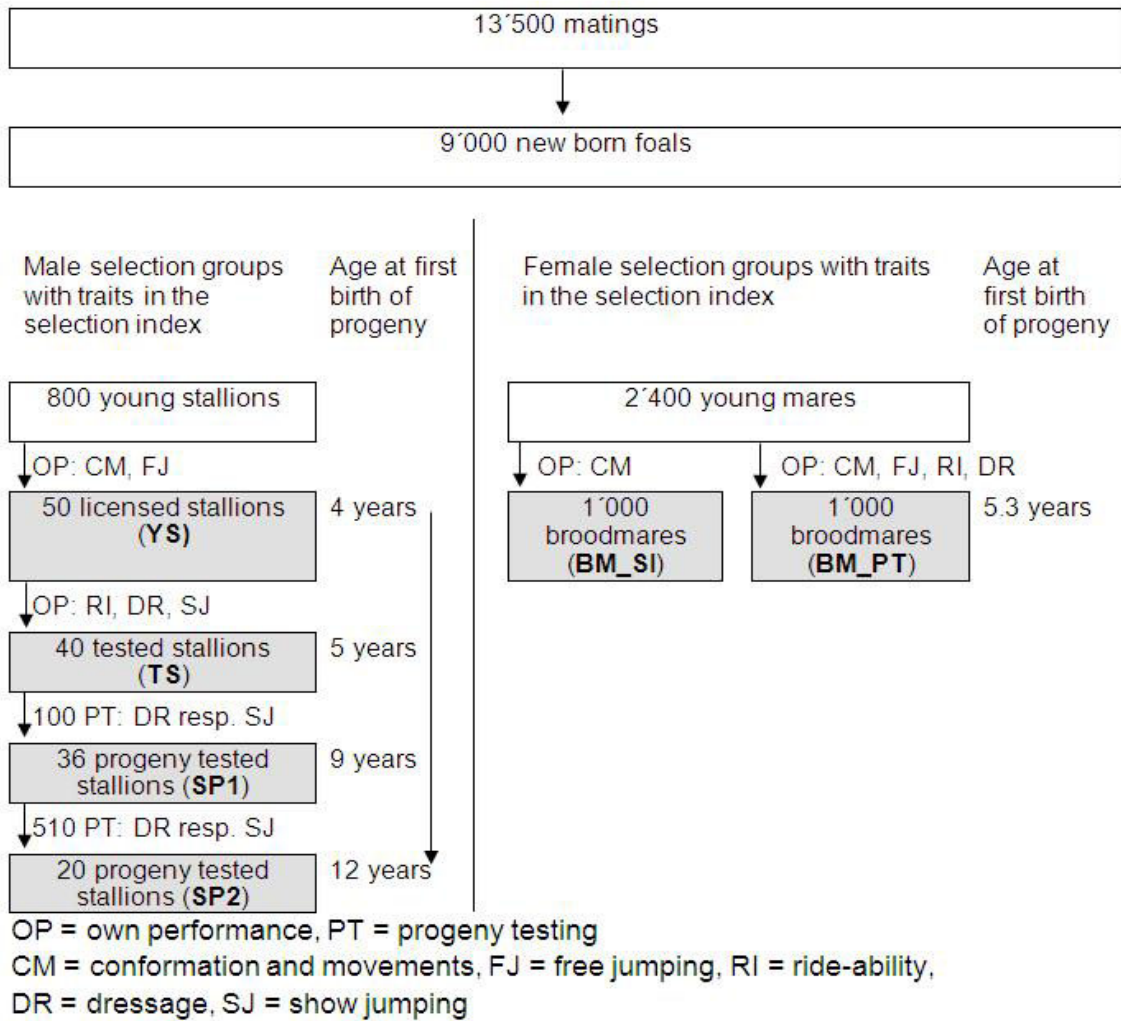 13´500 matings
9´000 new born foals
Male selection groups
with traits in the
selection index
Age at first
birth of
progeny
Female selection groups with traits
in the selection index
Age at
first birth
of progeny
800 young stallions
2´400 young mares
OP: CM, FJ
OP: CM
OP: CM, FJ, RI, DR
50 licensed stallions
(YS)
4 years
1´000
broodmares
(BM_SI)
1´000
broodmares
(BM_PT)
5.3 years
OP: RI, DR, SJ
40 tested stallions
(TS)
5 years
100 PT: DR resp. SJ
36 progeny tested
stallions (SP1)
9 years
510 PT: DR resp. SJ
20 progeny tested
stallions (SP2)
12 years
OP = own performance, PT = progeny testing
CM = conformation and movements, FJ = free jumping, RI = ride-ability,
DR = dressage, SJ = show jumping